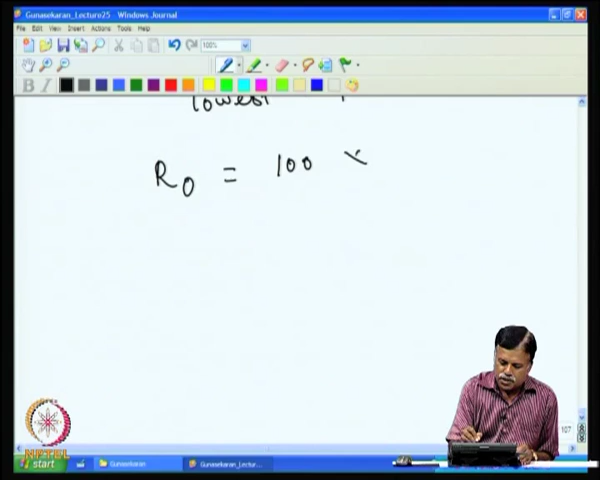 Gunasekaran_Lecture25 Windows Journal
File Edit View Insert Actions Tools Help
100%
B I
lowest
R0 = 100 ×
107
NPTEL
start Gunasekaran Gunasekaran_Lectur...